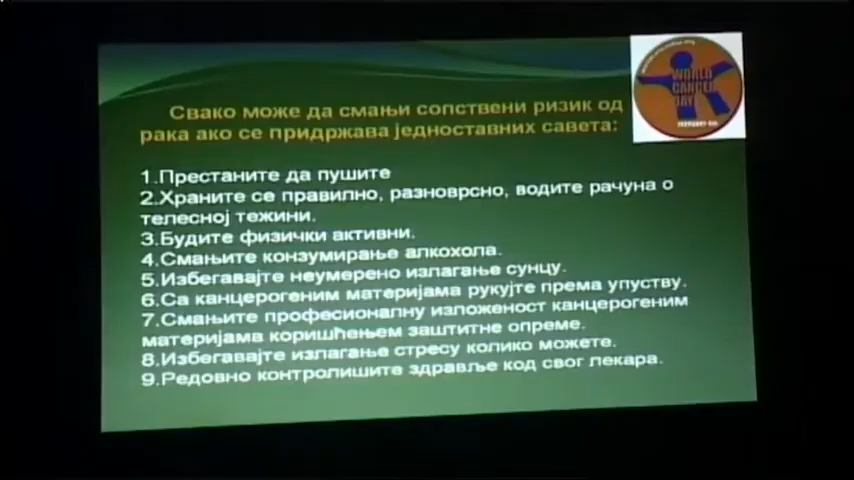 WORLD
CANCER
DAY
Свако може да смањи сопствени ризик од
рака ако се придржава једноставних савета:
1.Престаните да пушите
2.Храните се правилно, разноврсно, водите рачуна о
телесној тежини.
3.Будите физички активни.
4.Смањите конзумирање алкохола.
5.Избегавајте неумерено излагање сунцу.
6.Са канцерогеним материјама рукујте према упуству.
7.Смањите професионалну изложеност канцерогеним
материјама коришћењем заштитне опреме.
8.Избегавајте излагање стресу колико можете.
9.Редовно контролишите здравље код свог лекара.